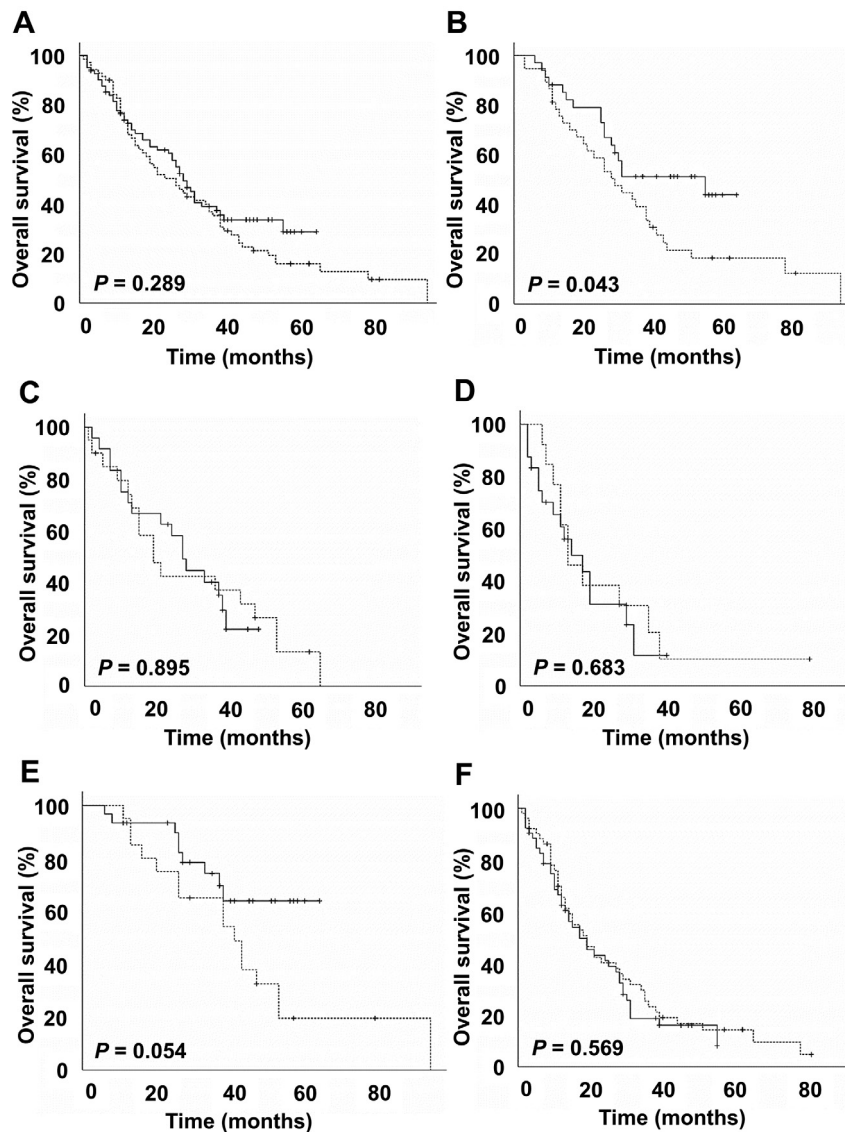 A
Overall survival (%)
100
80
60
40
20
0
P = 0.289
0 20 40 60 80
Time (months)
B
Overall survival (%)
100
80
60
40
20
0
P = 0.043
0 20 40 60 80
Time (months)
C
Overall survival (%)
100
80
60
40
20
0
P = 0.895
0 20 40 60 80
Time (months)
D
Overall survival (%)
100
80
60
40
20
0
P = 0.683
0 20 40 60 80
Time (months)
E
Overall survival (%)
100
80
60
40
20
0
P = 0.054
0 20 40 60 80
Time (months)
F
Overall survival (%)
100
80
60
40
20
0
P = 0.569
0 20 40 60 80
Time (months)